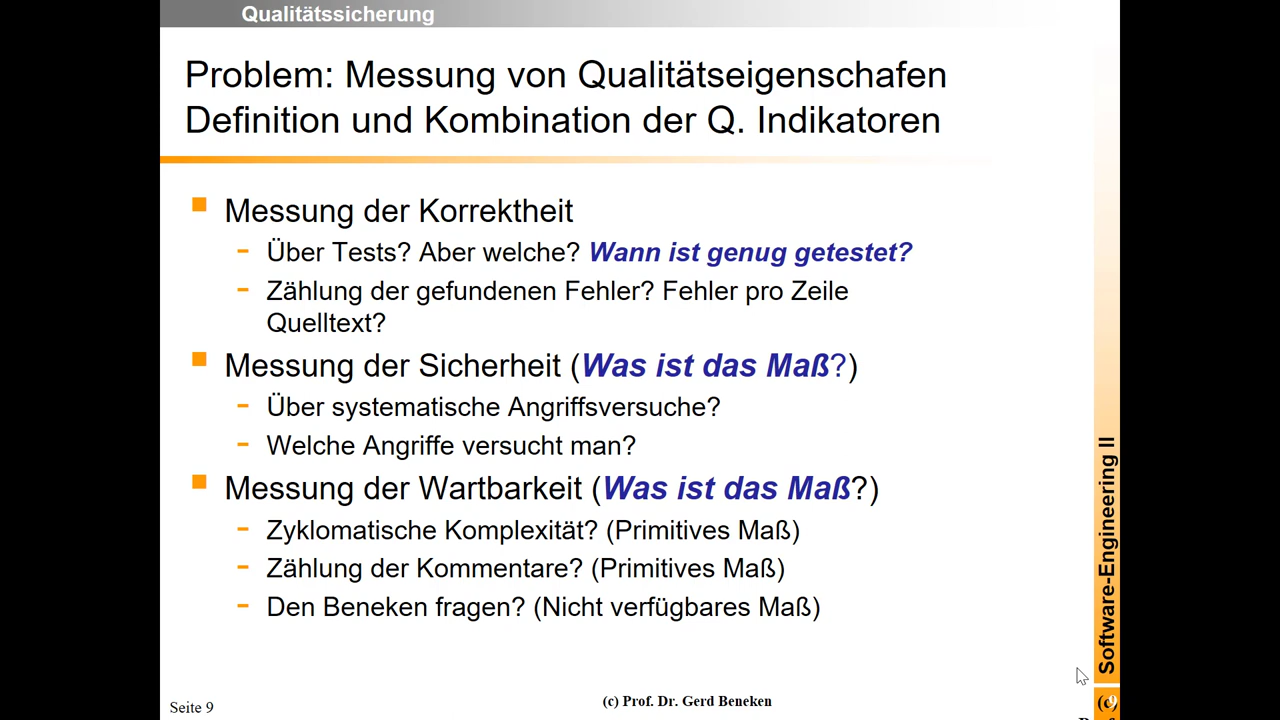 Qualitätssicherung
Problem: Messung von Qualitätseigenschafen
Definition und Kombination der Q. Indikatoren
Messung der Korrektheit
- Über Tests? Aber welche? Wann ist genug getestet?
- Zählung der gefundenen Fehler? Fehler pro Zeile
Quelltext?
Messung der Sicherheit (Was ist das Maß?)
- Über systematische Angriffsversuche?
- Welche Angriffe versucht man?
Messung der Wartbarkeit (Was ist das Maß?)
- Zyklomatische Komplexität? (Primitives Maß)
- Zählung der Kommentare? (Primitives Maß)
- Den Beneken fragen? (Nicht verfügbares Maß)
Software-Engineering II
Seite 9
(c) Prof. Dr. Gerd Beneken
(c)
9